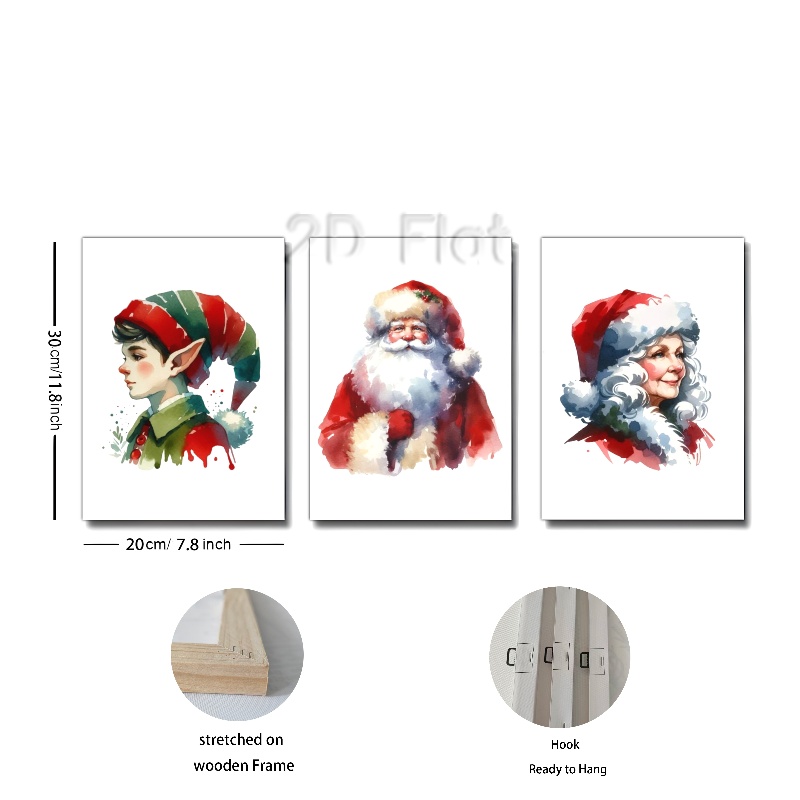 2D Flat
30cm/11.8inch
20cm/ 7.8 inch
stretched on
wooden Frame
Hook
Ready to Hang